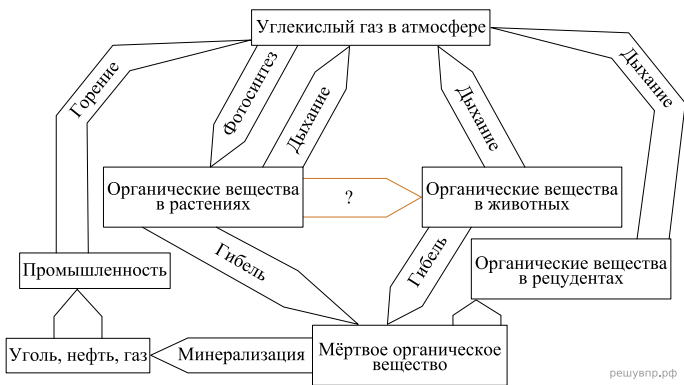 Углекислый газ в атмосфере
Горение
Фотосинтез
Дыхание
Дыхание
Дыхание
Органические вещества
в растениях
?
Органические вещества
в животных
Гибель
Гибель
Органические вещества
в рецудентах
Промышленность
Уголь, нефть, газ
Минерализация
Мёртвое органическое
вещество
решувпр.рф